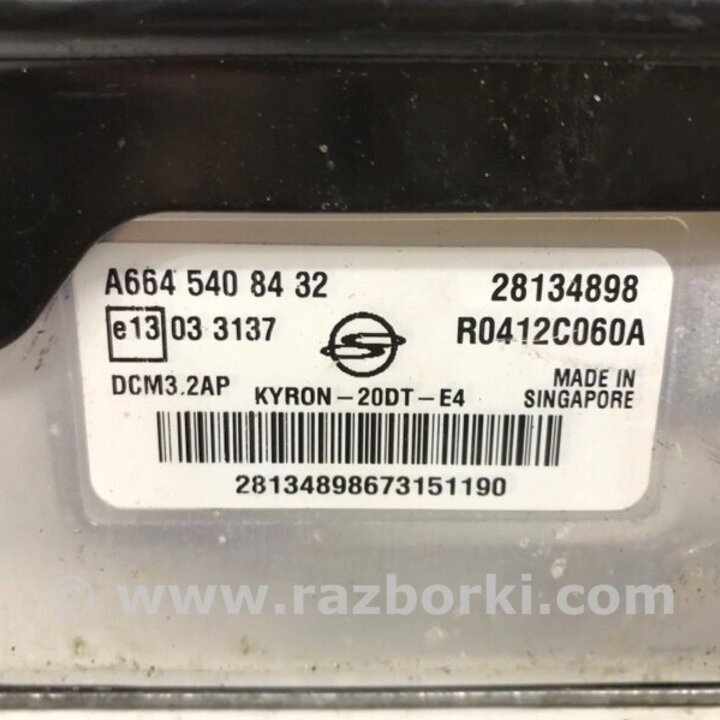 A664 540 84 32 28134898
e13 03 3137 R0412C060A
DCM3.2AP KYRON-20DT-E4 MADE IN SINGAPORE
28134898673151190
© www.razborki.com